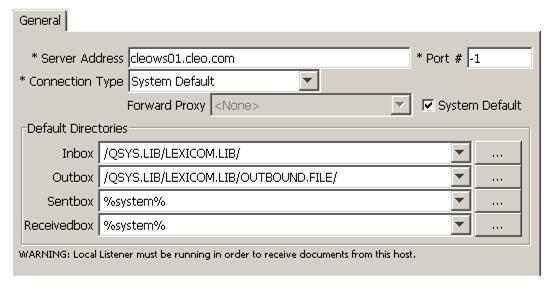 General
* Server Address cleows01.cleo.com * Port # -1
* Connection Type System Default
Forward Proxy <None> System Default
Default Directories
Inbox /QSYS.LIB/LEXICOM.LIB/ ...
Outbox /QSYS.LIB/LEXICOM.LIB/OUTBOUND.FILE/ ...
Sentbox %system% ...
Receivedbox %system% ...
WARNING: Local Listener must be running in order to receive documents from this host.